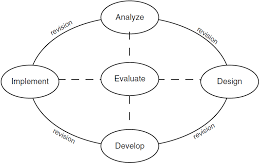 Analyze
revision
revision
Implement
Evaluate
Design
revision
revision
Develop